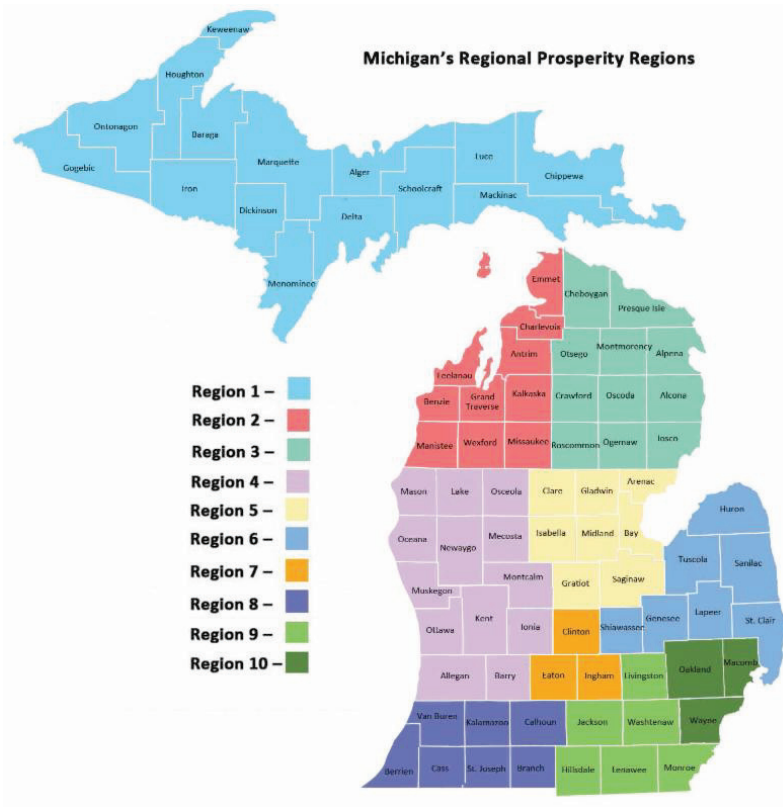 Michigan's Regional Prosperity Regions
Keweenaw
Houghton
Ontonagon
Baraga
Gogebic
Marquette
Iron
Alger
Luce
Chippewa
Schoolcraft
Mackinac
Dickinson
Delta
Menominee
Emmet
Cheboygan
Presque Isle
Charlevoix
Antrim
Otsego
Montmorency
Alpena
Leelanau
Benzie
Grand
Traverse
Kalkaska
Crawford
Oscoda
Alcona
Manistee
Wexford
Missaukee
Roscommon
Ogemaw
Iosco
Region 1 –
Region 2 –
Region 3 –
Region 4 –
Region 5 –
Region 6 –
Region 7 –
Region 8 –
Region 9 –
Region 10 –
Mason
Lake
Osceola
Clare
Gladwin
Arenac
Huron
Oceana
Newaygo
Mecosta
Isabella
Midland
Bay
Tuscola
Sanilac
Muskegon
Montcalm
Gratiot
Saginaw
Ottawa
Kent
Ionia
Clinton
Shiawassee
Genesee
Lapeer
St. Clair
Allegan
Barry
Eaton
Ingham
Livingston
Oakland
Macomb
Van Buren
Kalamazoo
Calhoun
Jackson
Washtenaw
Wayne
Berrien
Cass
St. Joseph
Branch
Hillsdale
Lenawee
Monroe